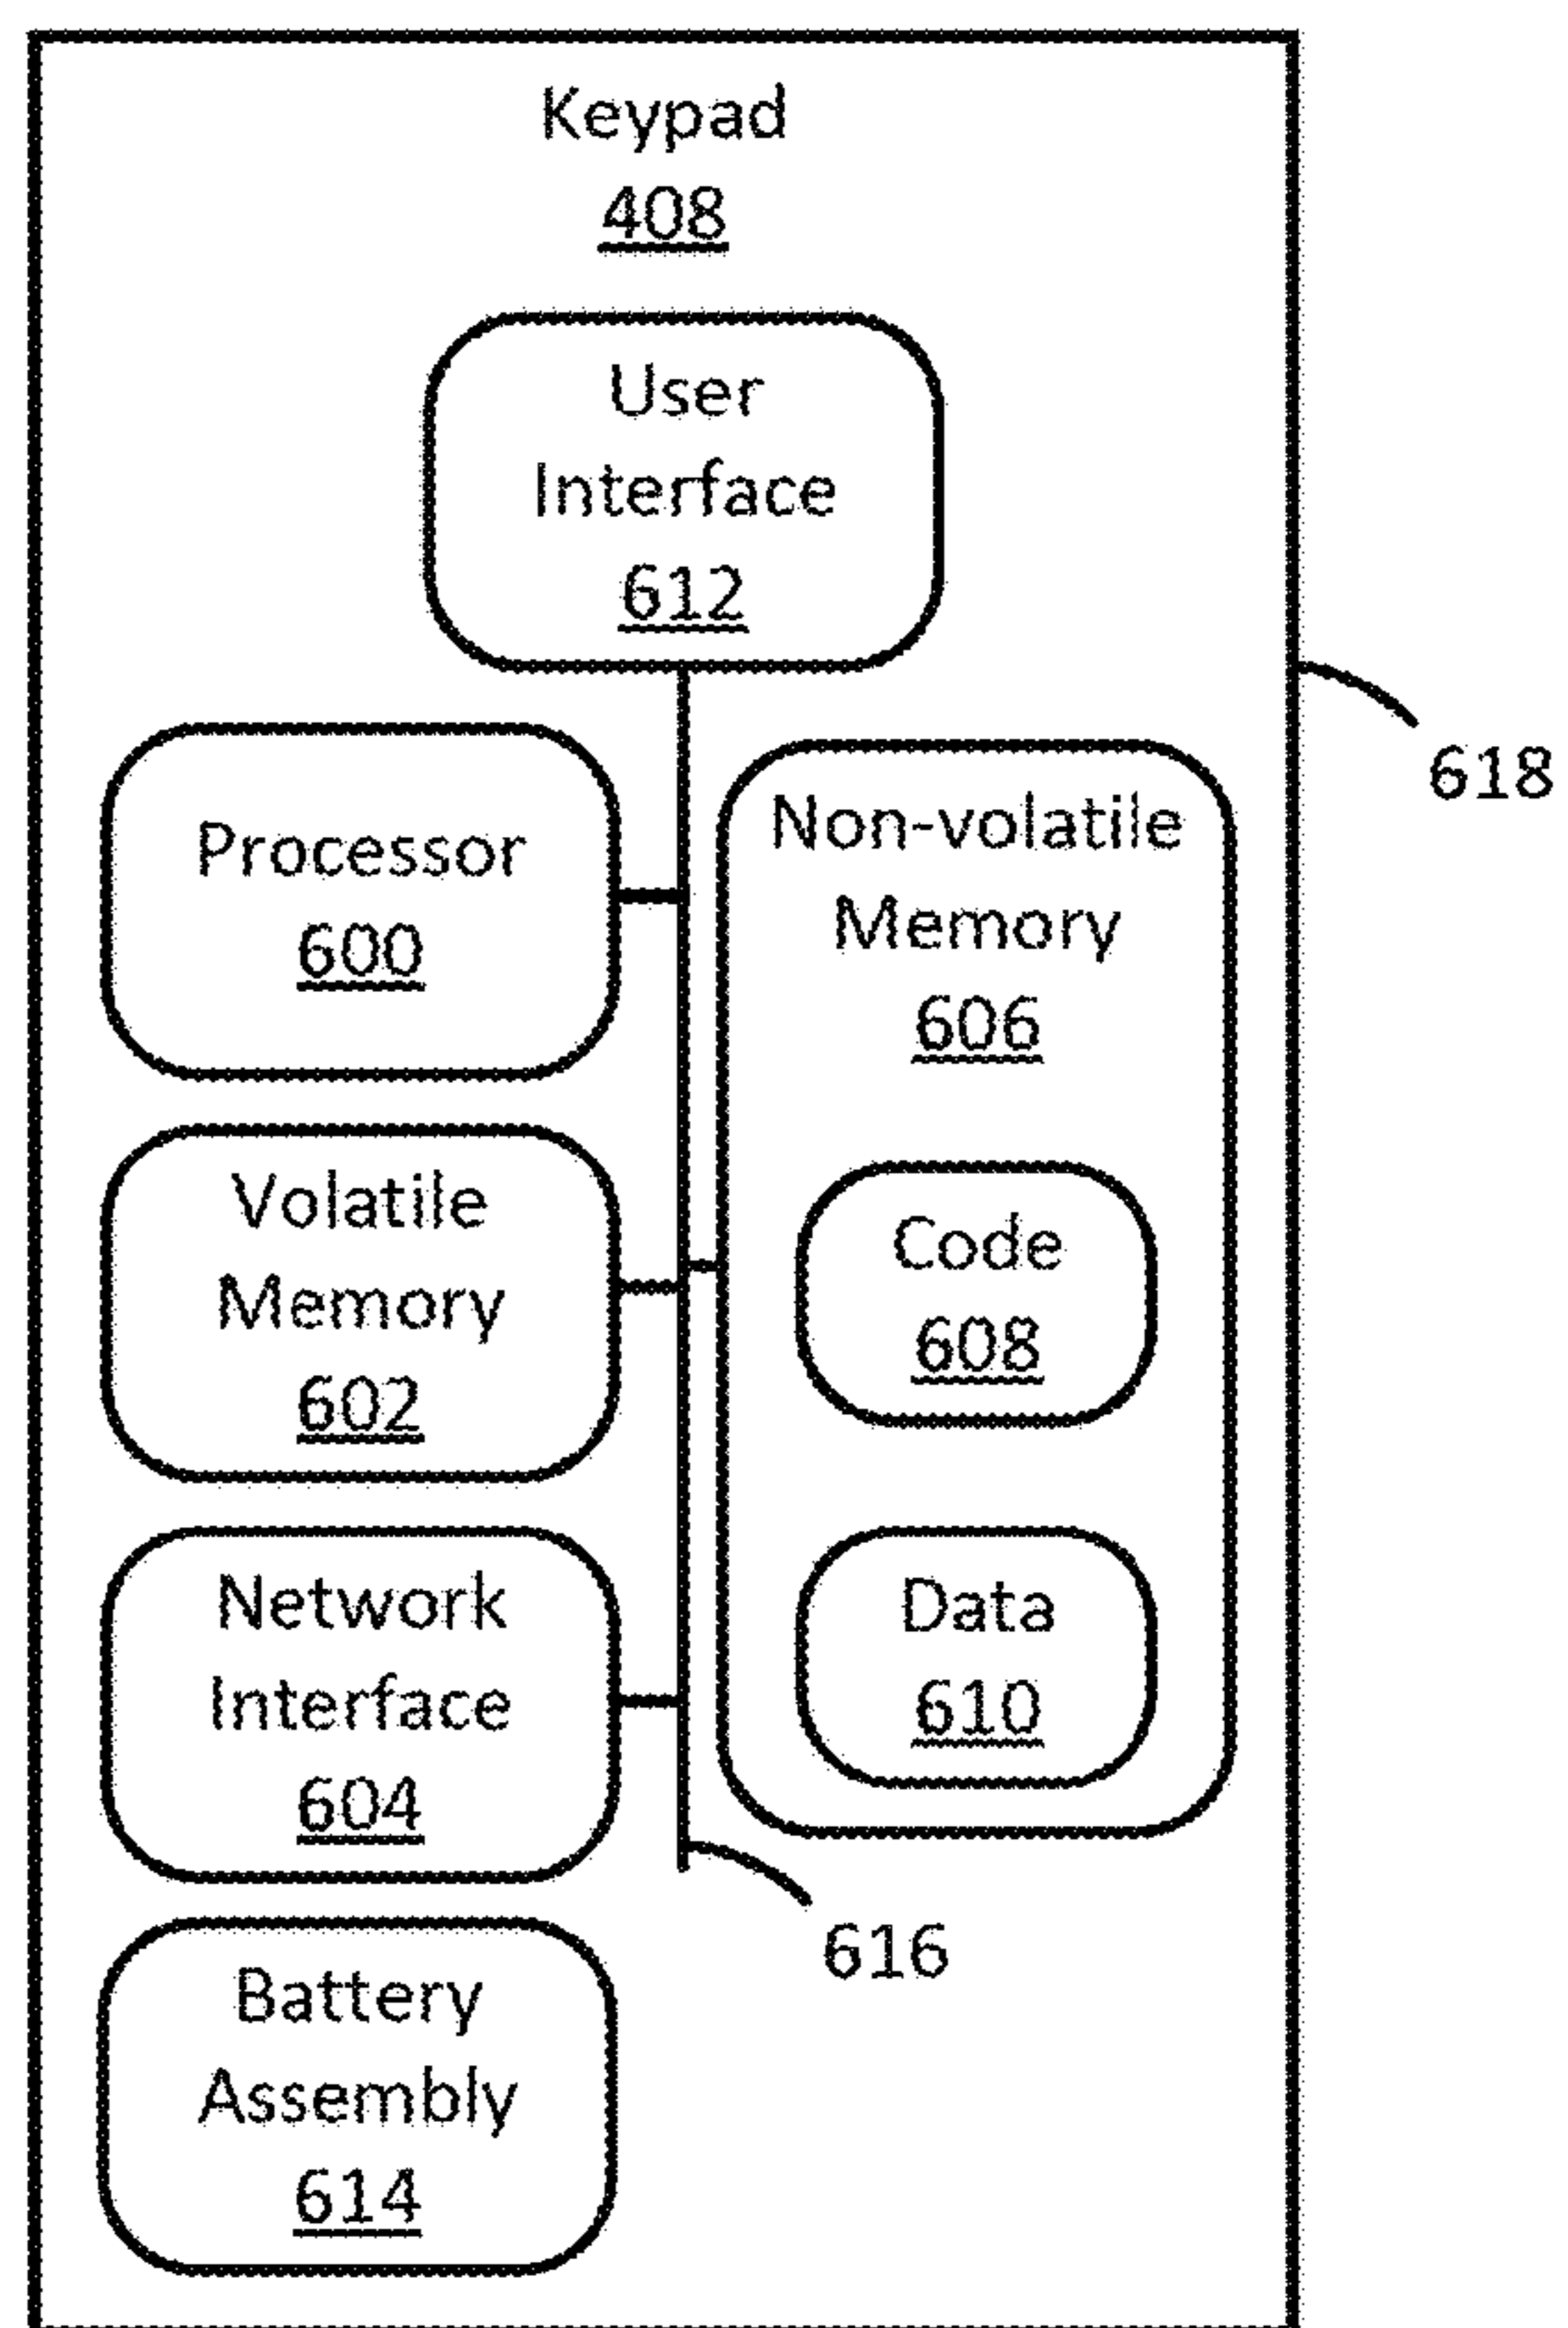 Keypad
408
User
Interface
612
618
Processor
600
Non-volatile
Memory
606
Volatile
Memory
602
Code
608
Network
Interface
604
Data
610
616
Battery
Assembly
614